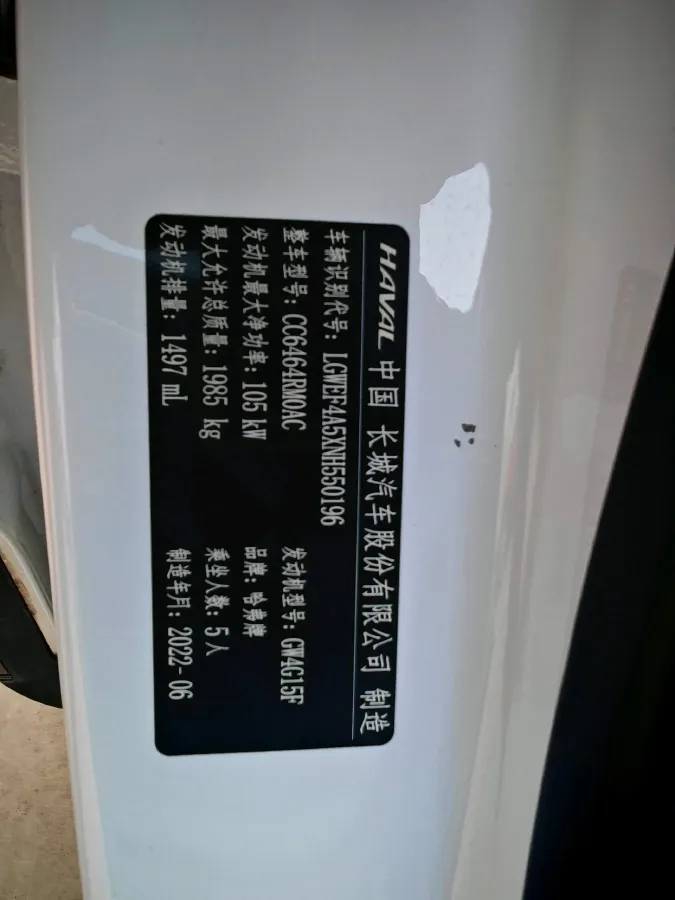 HAVAL 中国 长城汽车股份有限公司 制造
车辆识别代号: LGWEF4A5XNH550196
整车型号: CC6464RM0AC 发动机型号: GW4G15F
发动机最大净功率: 105 kW 品牌: 哈弗牌
最大允许总质量: 1985 kg 乘坐人数: 5 人
发动机排量: 1497 mL 制造年月: 2022-06